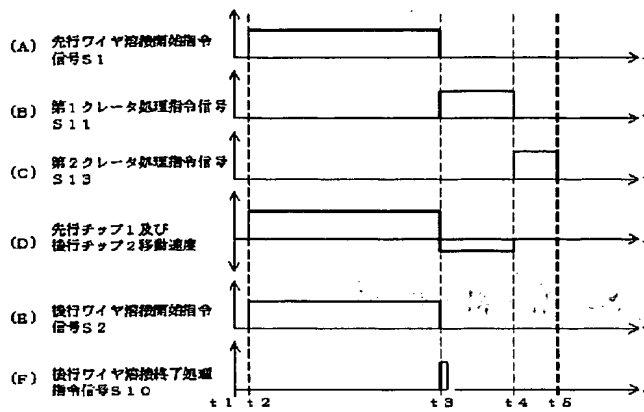 (A) 先行ワイヤ溶接開始指令
信号S1
(B) 第1クレータ処理指令信号
S11
(C) 第2クレータ処理指令信号
S13
(D) 先行チップ1及び
後行チップ2移動速度
(E) 後行ワイヤ溶接開始指令
信号S2
(F) 後行ワイヤ溶接終了処理
指令信号S10
t1 t2 t3 t4 t5